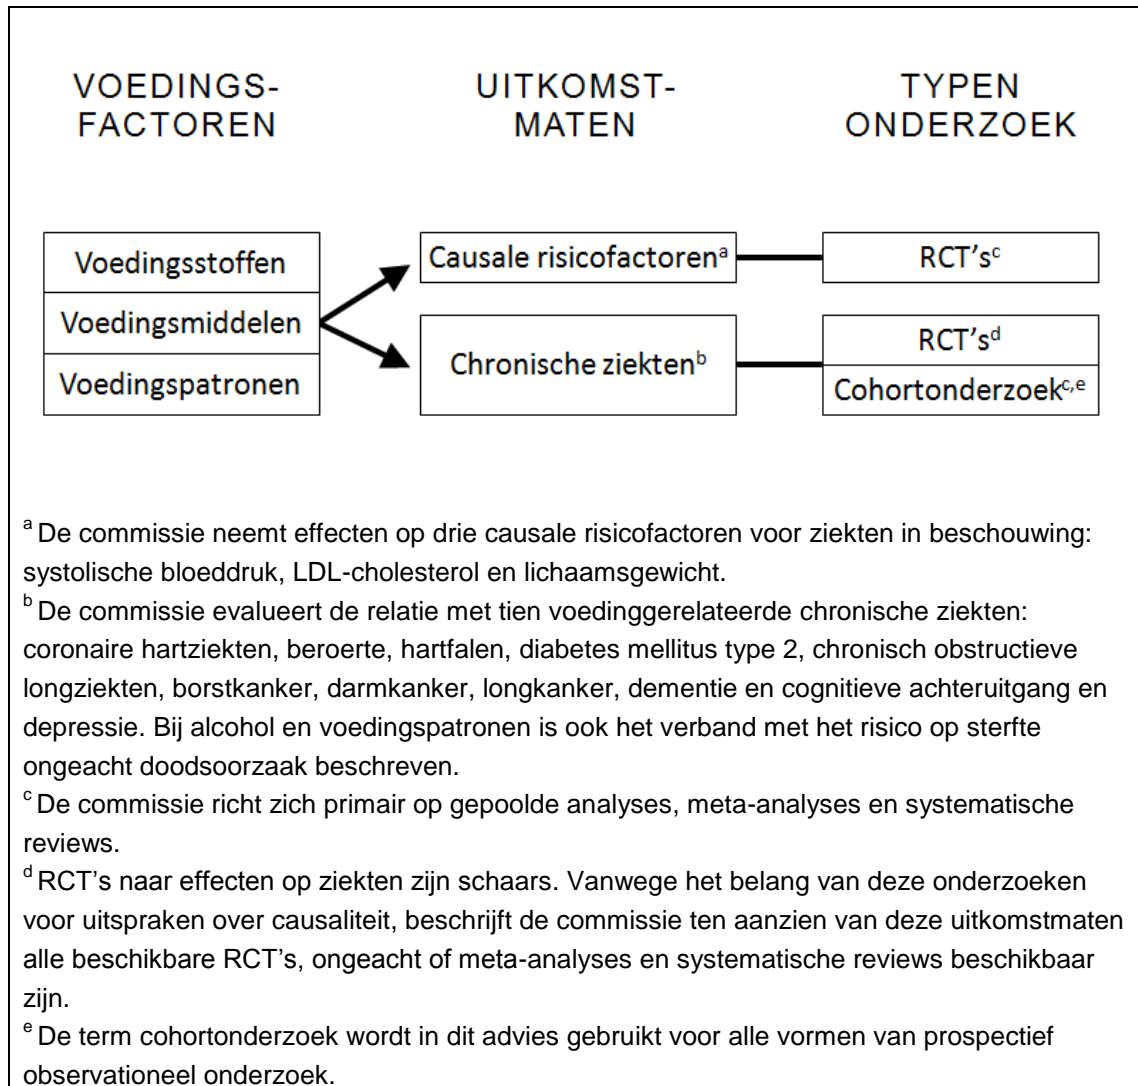 VOEDINGS-
FACTOREN
UITKOMST-
MATEN
TYPEN
ONDERZOEK
Voedingsstoffen
Voedingsmiddelen
Voedingspatronen
Causale risicofactoren^a
Chronische ziekten^b
RCT’s^c
RCT’s^d
Cohortonderzoek^c,e
^a De commissie neemt effecten op drie causale risicofactoren voor ziekten in beschouwing:
systolische bloeddruk, LDL-cholesterol en lichaamsgewicht.
^b De commissie evalueert de relatie met tien voedinggerelateerde chronische ziekten:
coronaire hartziekten, beroerte, hartfalen, diabetes mellitus type 2, chronisch obstructieve
longziekten, borstkanker, darmkanker, longkanker, dementie en cognitieve achteruitgang en
depressie. Bij alcohol en voedingspatronen is ook het verband met het risico op sterfte
ongeacht doodsoorzaak beschreven.
^c De commissie richt zich primair op gepoolde analyses, meta-analyses en systematische
reviews.
^d RCT’s naar effecten op ziekten zijn schaars. Vanwege het belang van deze onderzoeken
voor uitspraken over causaliteit, beschrijft de commissie ten aanzien van deze uitkomstmaten
alle beschikbare RCT’s, ongeacht of meta-analyses en systematische reviews beschikbaar
zijn.
^e De term cohortonderzoek wordt in dit advies gebruikt voor alle vormen van prospectief
observationeel onderzoek.